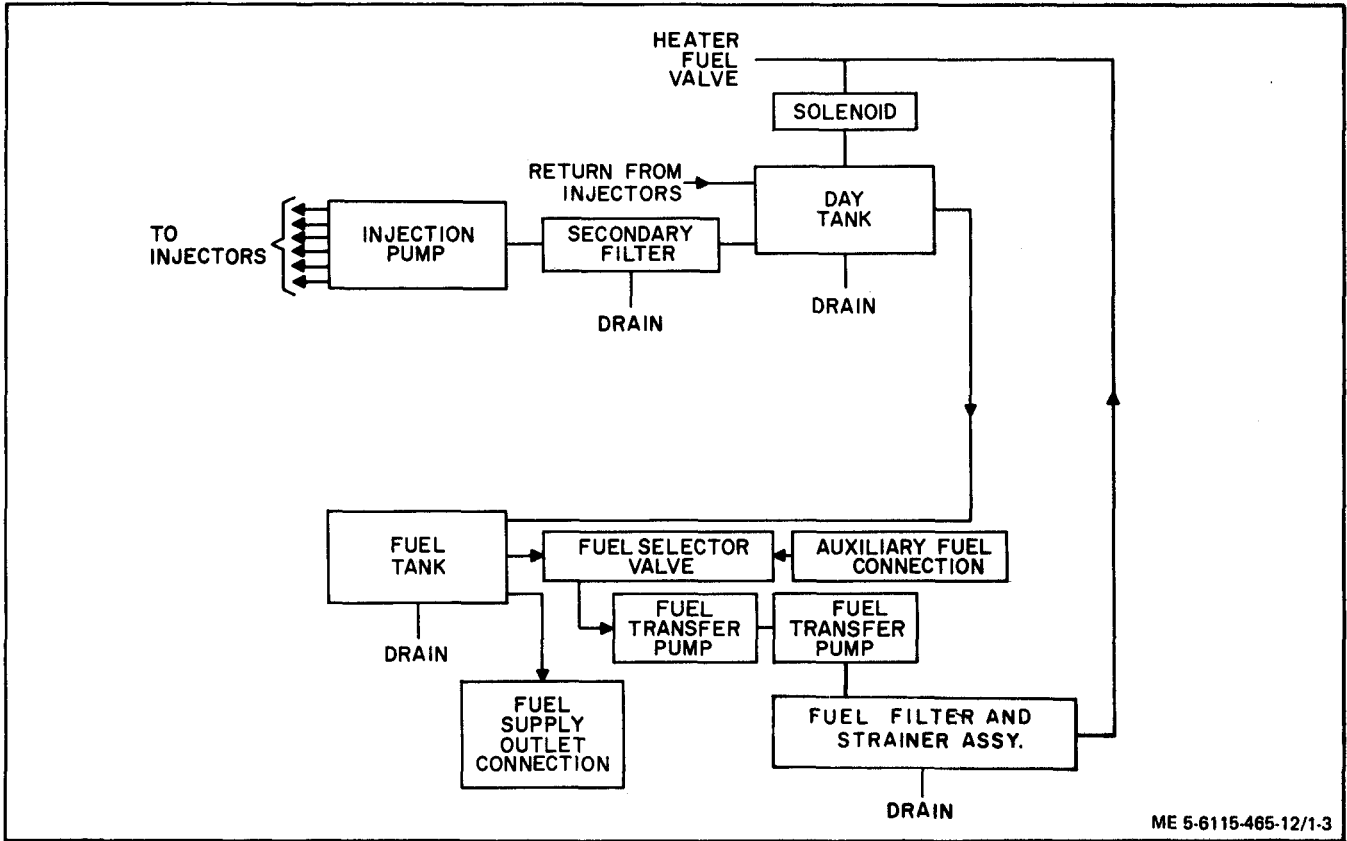 HEATER
FUEL
VALVE
SOLENOID
RETURN FROM
INJECTORS
DAY
TANK
TO
INJECTORS
INJECTION
PUMP
SECONDARY
FILTER
DRAIN
DRAIN
FUEL
TANK
FUEL SELECTOR
VALVE
AUXILIARY FUEL
CONNECTION
FUEL
TRANSFER
PUMP
FUEL
TRANSFER
PUMP
DRAIN
FUEL
SUPPLY
OUTLET
CONNECTION
FUEL FILTER AND
STRAINER ASSY.
DRAIN
ME 5-6115-465-12/1-3